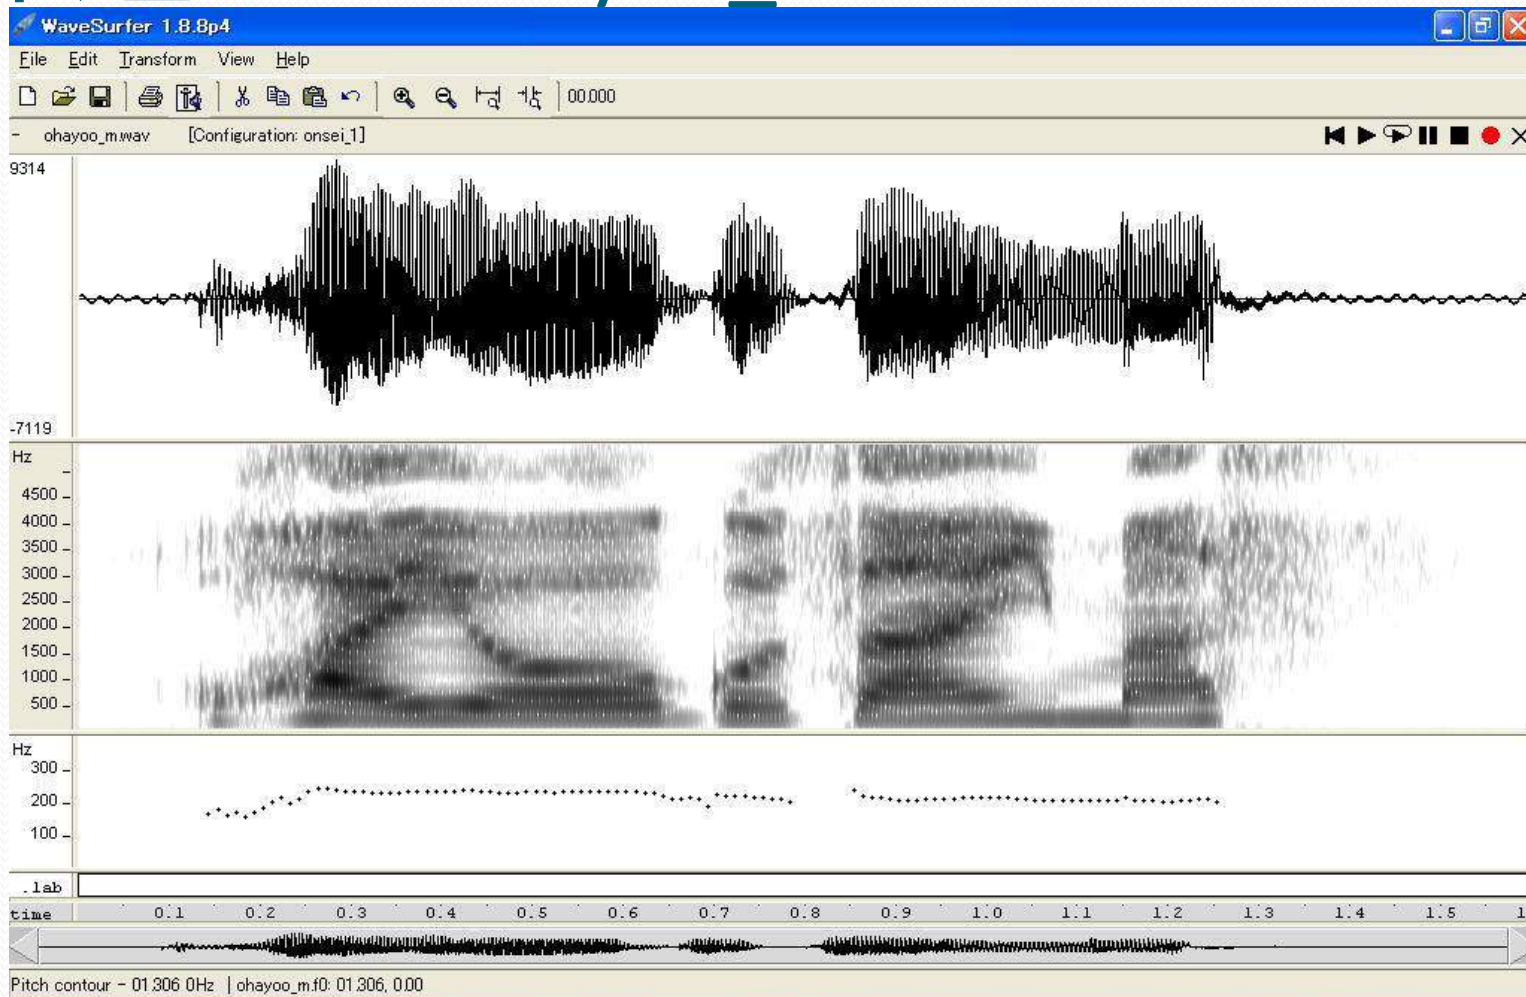 WaveSurfer 1.8.8p4
File Edit Transform View Help
00.000
- ohayoo_m.wav [Configuration: onsei_1]
9314
-7119
Hz
4500
4000
3500
3000
2500
2000
1500
1000
500
Hz
300
200
100
.lab
time 0.1 0.2 0.3 0.4 0.5 0.6 0.7 0.8 0.9 1.0 1.1 1.2 1.3 1.4 1.5
Pitch contour - 01.306 0Hz | ohayoo_m.f0: 01.306, 0.00